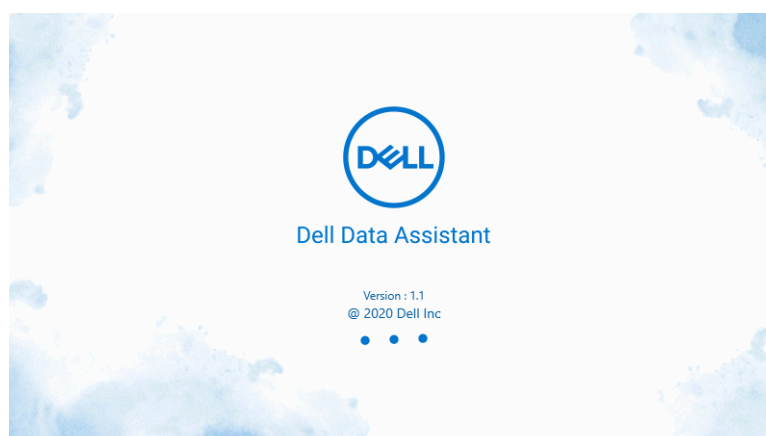 DELL
Dell Data Assistant
Version : 1.1
@ 2020 Dell Inc